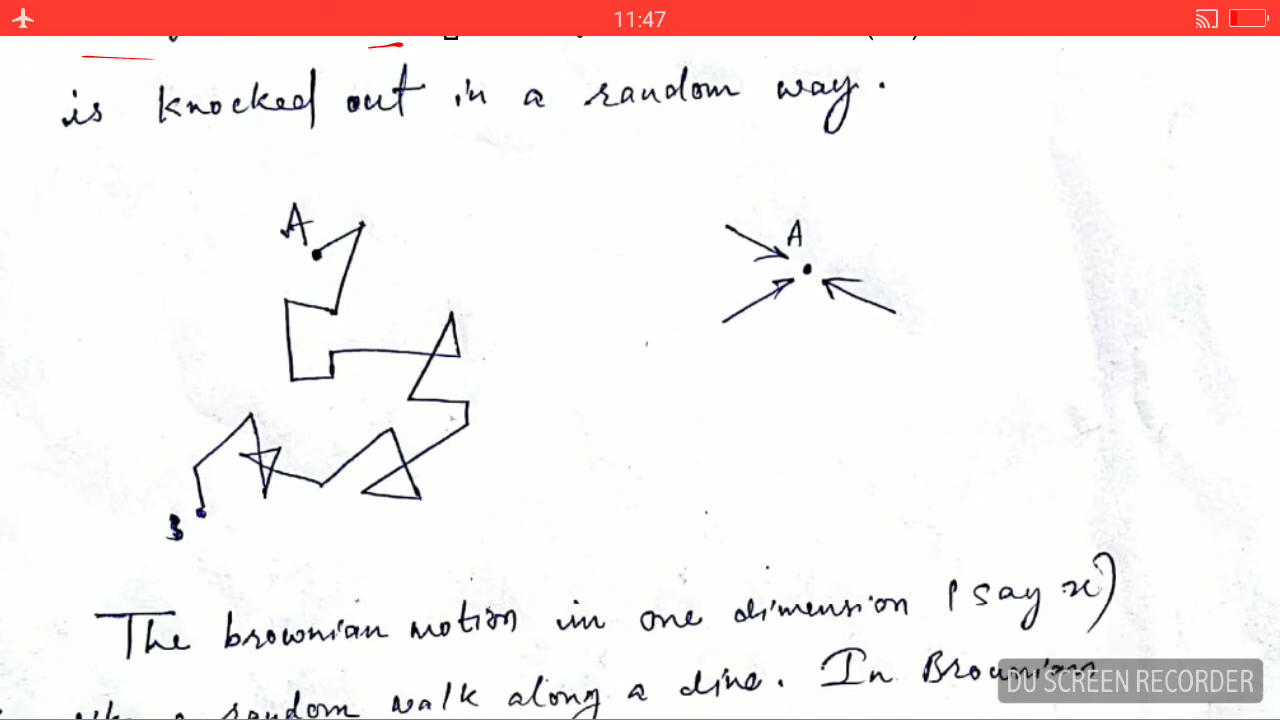 11:47
is knocked out in a random way.
A
A
B
The brownian motion in one dimension (say x)
a random walk along a line. In Brownian
DU SCREEN RECORDER